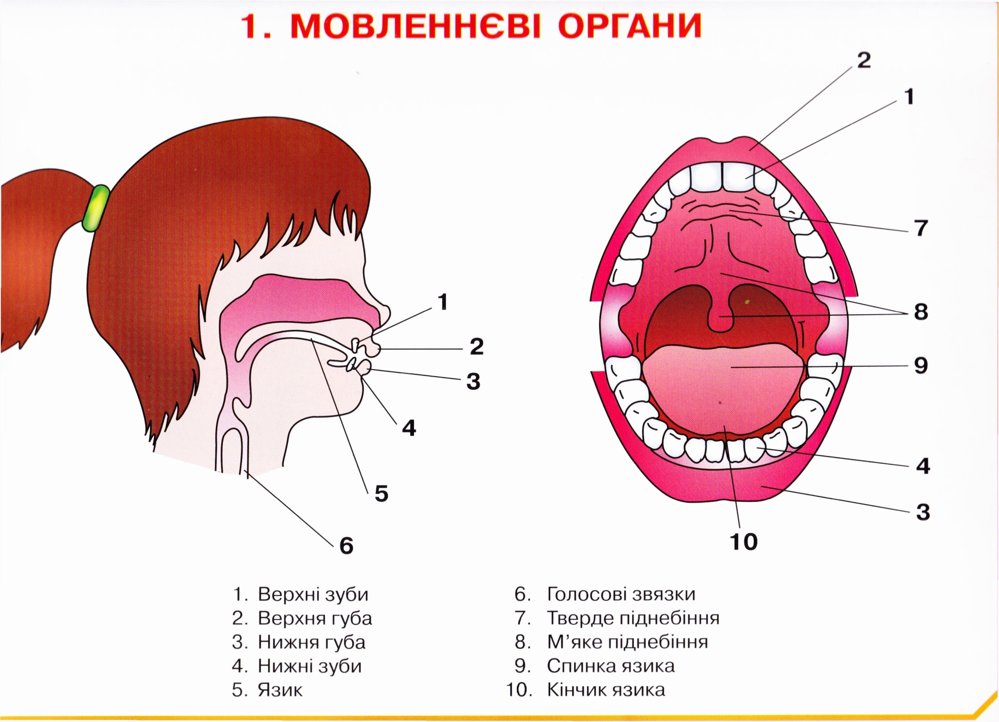 1. МОВЛЕННЄВІ ОРГАНИ
2
1
1
2
3
4
5
6
7
8
9
4
3
10
1. Верхні зуби
2. Верхня губа
3. Нижня губа
4. Нижні зуби
5. Язик
6. Голосові звязки
7. Тверде піднебіння
8. М’яке піднебіння
9. Спинка язика
10. Кінчик язика